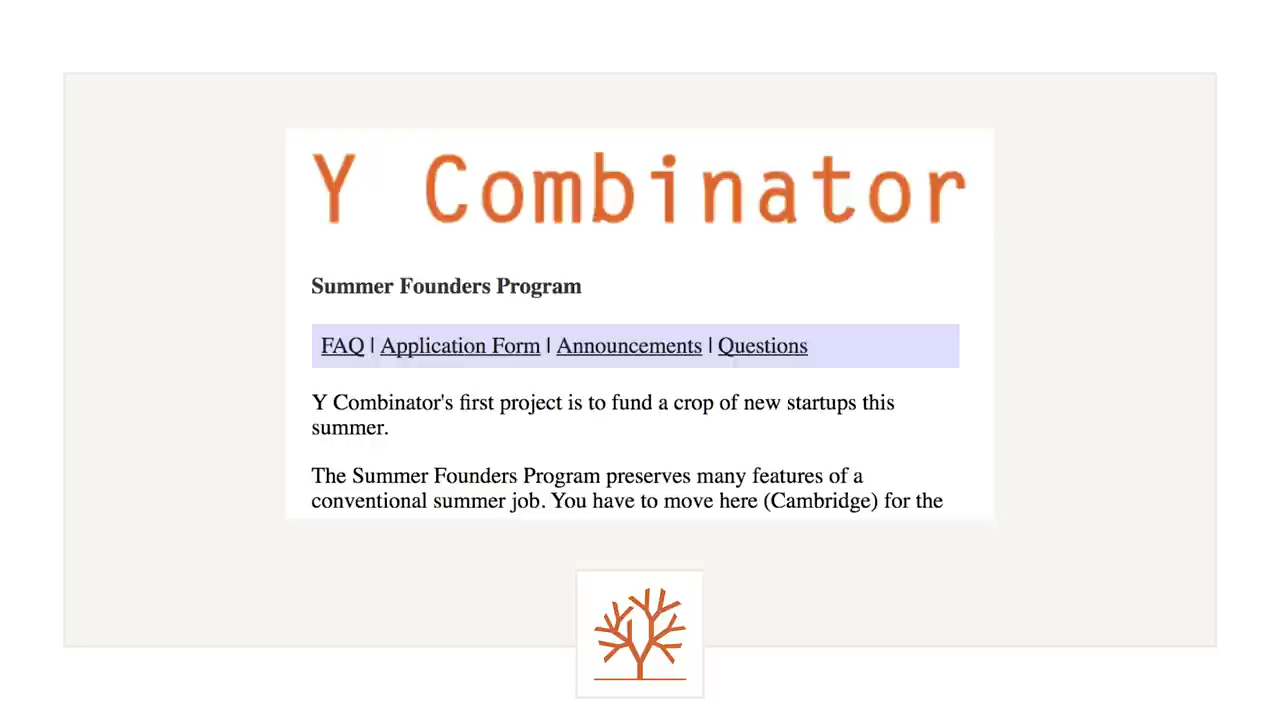 Y Combinator
Summer Founders Program
FAQ | Application Form | Announcements | Questions
Y Combinator's first project is to fund a crop of new startups this
summer.
The Summer Founders Program preserves many features of a
conventional summer job. You have to move here (Cambridge) for the